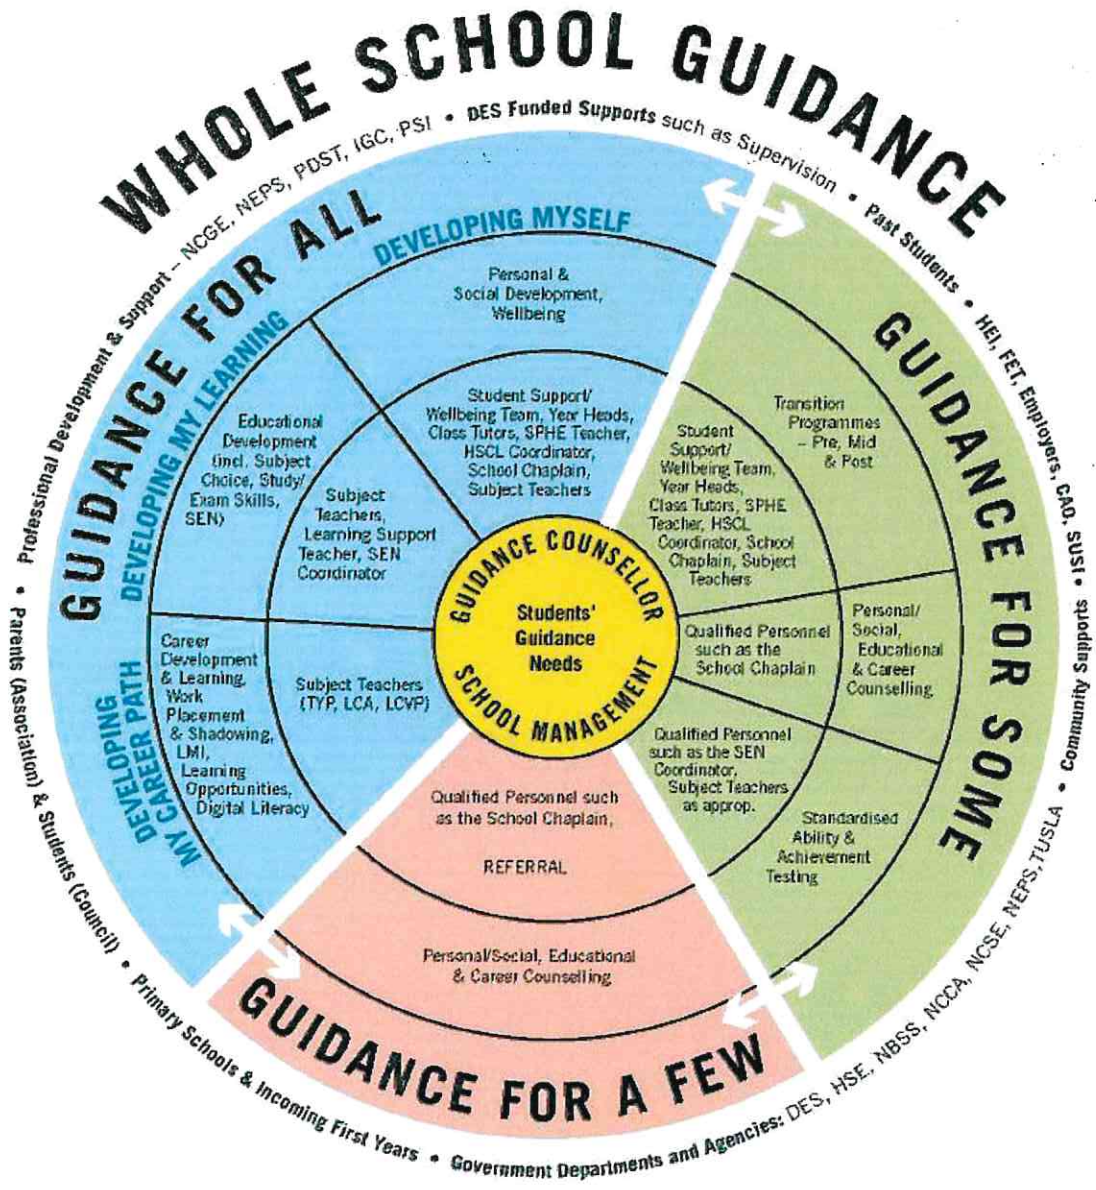 WHOLE SCHOOL GUIDANCE
Professional Development & Support – NCGE, NEPS, PDST, IGC, PSI • DES Funded Supports such as Supervision • Past Students • HEI, FET, Employers, CAO, SUSI • Community Supports •
Government Departments and Agencies: DES, HSE, NBSS, NCCA, NCSE, NEPS, TUSLA
• Primary Schools & Incoming First Years •
• Parents (Association) & Students (Council)
GUIDANCE FOR ALL
DEVELOPING MYSELF
Personal &
Social Development,
Wellbeing
Student Support/
Wellbeing Team, Year Heads,
Class Tutors, SPHE Teacher,
HSCL Coordinator,
School Chaplain,
Subject Teachers
DEVELOPING MY LEARNING
Educational
Development
(incl. Subject
Choice, Study/
Exam Skills,
SEN)
Subject
Teachers,
Learning Support
Teacher, SEN
Coordinator
DEVELOPING
MY CAREER PATH
Career
Development
& Learning,
Work
Placement
& Shadowing,
LMI,
Learning
Opportunities,
Digital Literacy
Subject Teachers
(TYP, LCA, LCVP)
GUIDANCE FOR SOME
Transition
Programmes
– Pre, Mid
& Post
Student
Support/
Wellbeing Team,
Year Heads,
Class Tutors, SPHE
Teacher, HSCL
Coordinator, School
Chaplain, Subject
Teachers
Personal/
Social,
Educational
& Career
Counselling
Qualified Personnel
such as the
School Chaplain
Qualified Personnel
such as the SEN
Coordinator,
Subject Teachers
as approp.
Standardised
Ability &
Achievement
Testing
GUIDANCE COUNSELLOR
Students'
Guidance
Needs
SCHOOL MANAGEMENT
Qualified Personnel such
as the School Chaplain,
REFERRAL
Personal/Social, Educational
& Career Counselling
GUIDANCE FOR A FEW